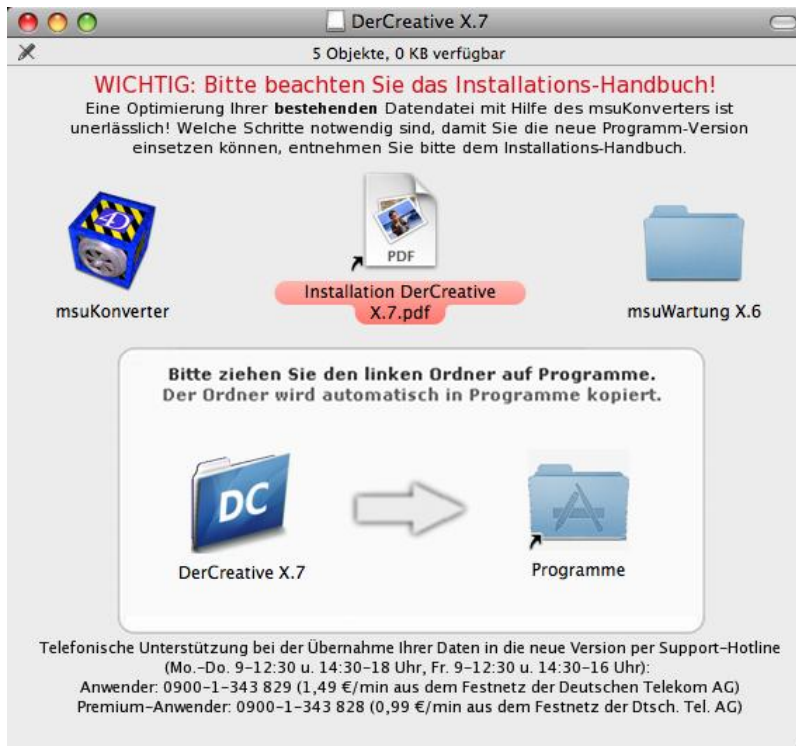 DerCreative X.7
5 Objekte, 0 KB verfügbar
WICHTIG: Bitte beachten Sie das Installations-Handbuch!
Eine Optimierung Ihrer bestehenden Datendatei mit Hilfe des msuKonverters ist
unerlässlich! Welche Schritte notwendig sind, damit Sie die neue Programm-Version
einsetzen können, entnehmen Sie bitte dem Installations-Handbuch.
4D
PDF
msuKonverter
Installation DerCreative
X.7.pdf
msuWartung X.6
Bitte ziehen Sie den linken Ordner auf Programme.
Der Ordner wird automatisch in Programme kopiert.
DC
DerCreative X.7
Programme
Telefonische Unterstützung bei der Übernahme Ihrer Daten in die neue Version per Support-Hotline
(Mo.-Do. 9-12:30 u. 14:30-18 Uhr, Fr. 9-12:30 u. 14:30-16 Uhr):
Anwender: 0900-1-343 829 (1,49 €/min aus dem Festnetz der Deutschen Telekom AG)
Premium-Anwender: 0900-1-343 828 (0,99 €/min aus dem Festnetz der Dtsch. Tel. AG)